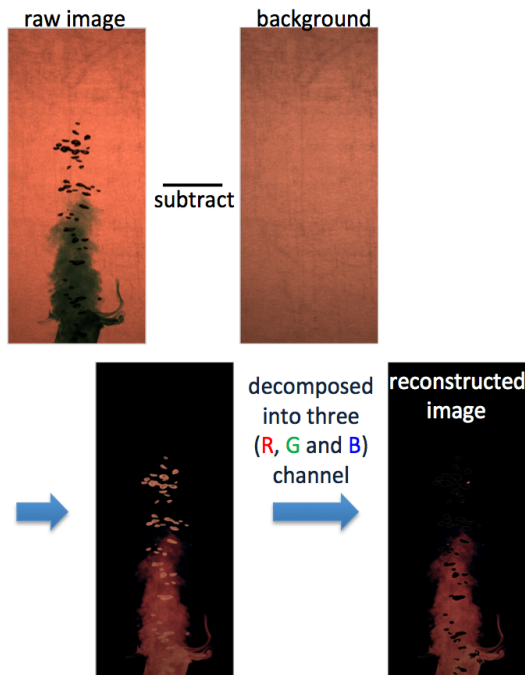 raw image
background
subtract
decomposed
into three
(R, G and B)
channel
reconstructed
image